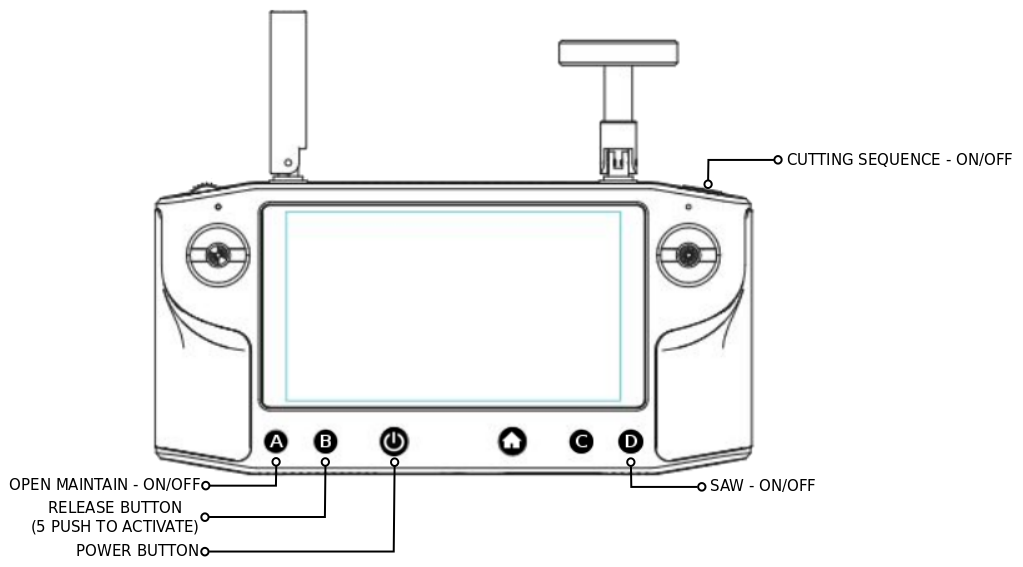 CUTTING SEQUENCE - ON/OFF
A
B
C
D
OPEN MAINTAIN - ON/OFF
SAW - ON/OFF
RELEASE BUTTON
(5 PUSH TO ACTIVATE)
POWER BUTTON